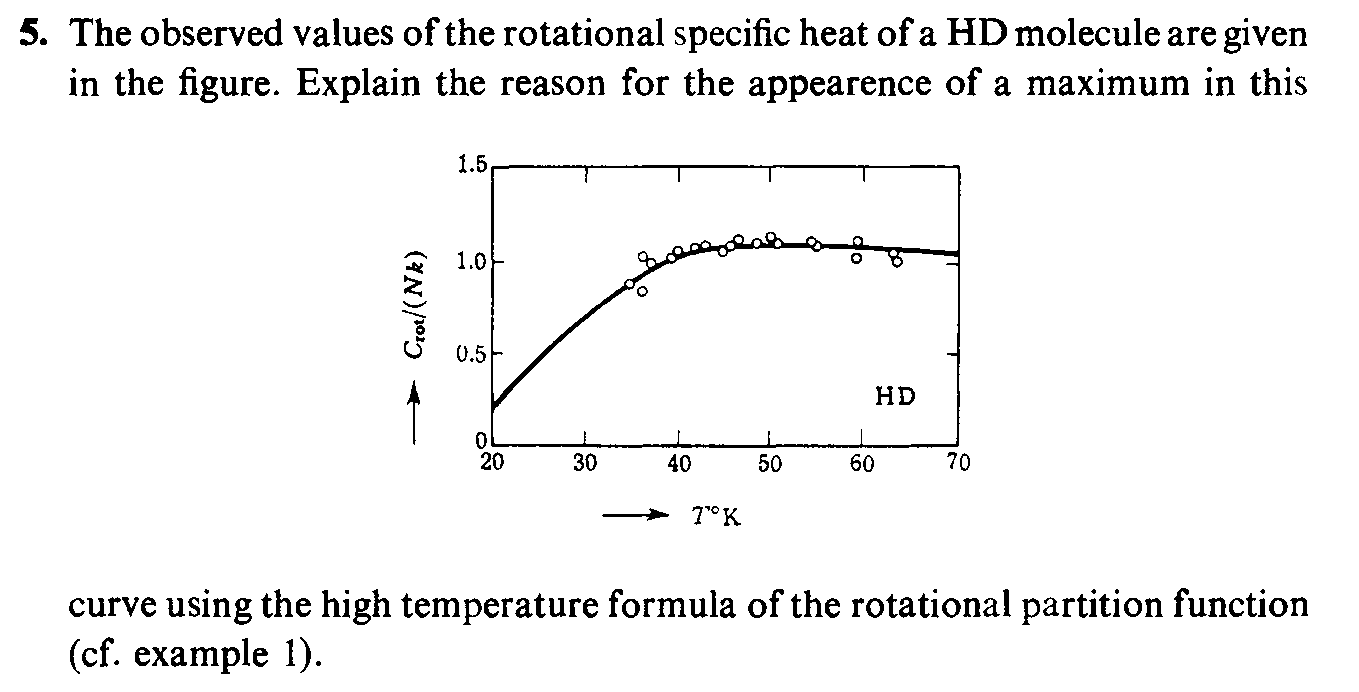 5. The observed values of the rotational specific heat of a HD molecule are given
in the figure. Explain the reason for the appearence of a maximum in this
1.5
1.0
0.5
0
C_rot/(Nk)
HD
20 30 40 50 60 70
T°K
curve using the high temperature formula of the rotational partition function
(cf. example 1).